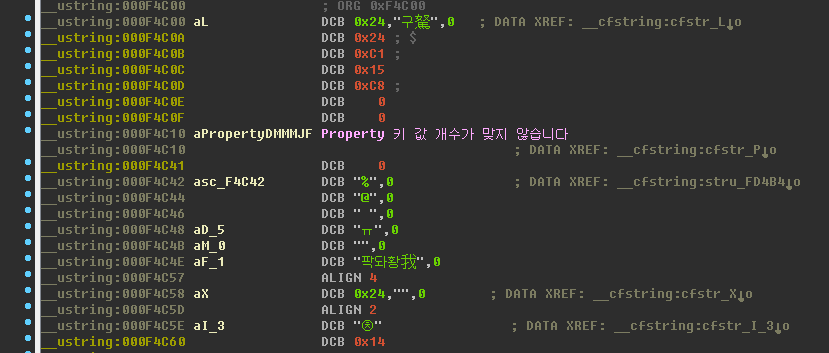 __ustring:000F4C00 ; ORG 0xF4C00
__ustring:000F4C00 aL DCB 0x24,"구駕",0 ; DATA XREF: __cfstring:cfstr_L↓o
__ustring:000F4C0A DCB 0x24 ; $
__ustring:000F4C0B DCB 0xC1 ;
__ustring:000F4C0C DCB 0x15
__ustring:000F4C0D DCB 0xC8 ;
__ustring:000F4C0E DCB 0
__ustring:000F4C0F DCB 0
__ustring:000F4C10 aPropertyDMMMJF Property 키 값 개수가 맞지 않습니다
__ustring:000F4C10 ; DATA XREF: __cfstring:cfstr_P↓o
__ustring:000F4C41 DCB 0
__ustring:000F4C42 asc_F4C42 DCB "%",0 ; DATA XREF: __cfstring:stru_FD4B4↓o
__ustring:000F4C44 DCB "@",0
__ustring:000F4C46 DCB " ",0
__ustring:000F4C48 aD_5 DCB "ㅠ",0
__ustring:000F4C4B aM_0 DCB "",0
__ustring:000F4C4E aF_1 DCB "팍돠황我",0
__ustring:000F4C57 ALIGN 4
__ustring:000F4C58 aX DCB 0x24,"",0 ; DATA XREF: __cfstring:cfstr_X↓o
__ustring:000F4C5D ALIGN 2
__ustring:000F4C5E aI_3 DCB "" ; DATA XREF: __cfstring:cfstr_I_3↓o
__ustring:000F4C60 DCB 0x14